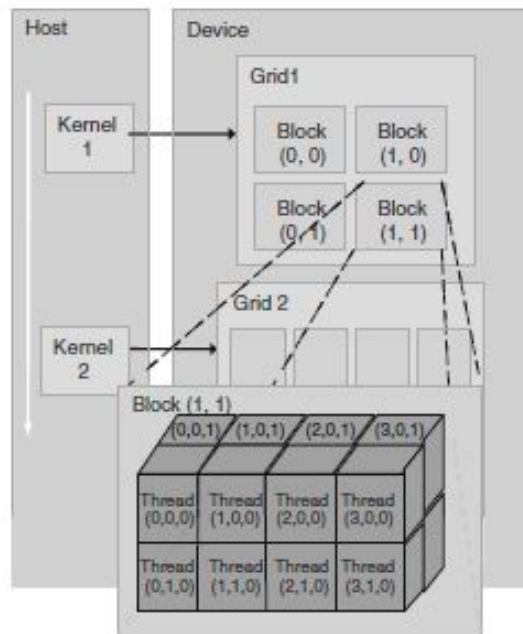 Host
Device
Grid1
Kernel
1
Block
(0, 0)
Block
(1, 0)
Block
(0, 1)
Block
(1, 1)
Grid 2
Kernel
2
Block (1, 1)
(0,0,1) (1,0,1) (2,0,1) (3,0,1)
Thread Thread Thread Thread
(0,0,0) (1,0,0) (2,0,0) (3,0,0)
Thread Thread Thread Thread
(0,1,0) (1,1,0) (2,1,0) (3,1,0)